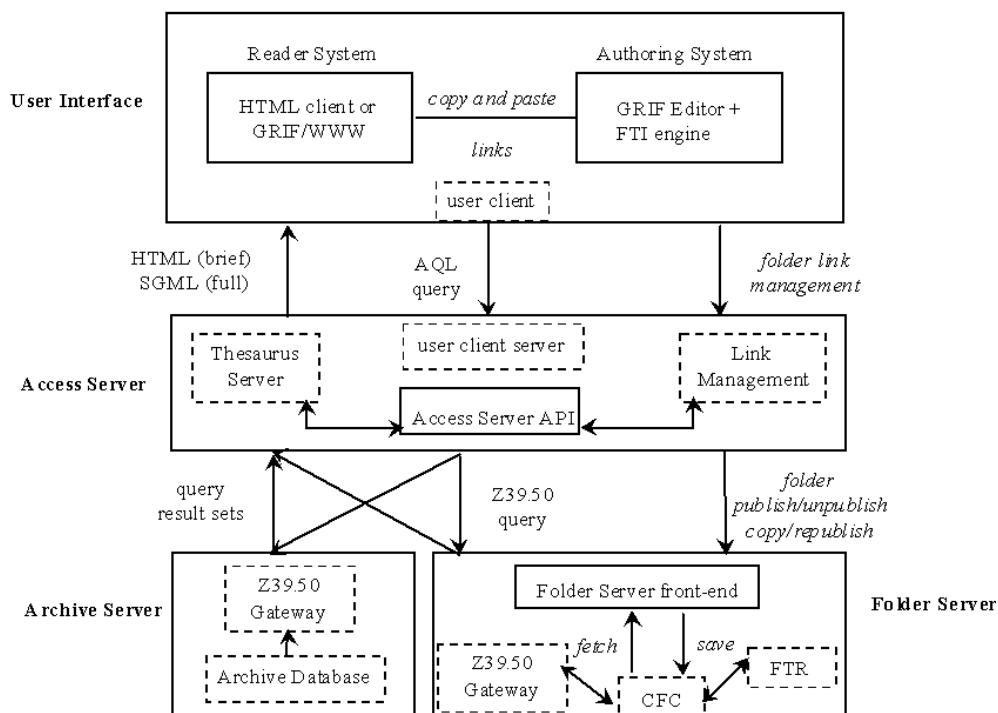 Reader System
Authoring System
User Interface
HTML client or
GRIF/WWW
copy and paste
links
GRIF Editor +
FTI engine
user client
HTML (brief)
SGML (full)
AQL
query
folder link
management
Access Server
Thesaurus
Server
user client server
Link
Management
Access Server API
query
result sets
Z39.50
query
folder
publish/unpublish
copy/republish
Archive Server
Z39.50
Gateway
Archive Database
Folder Server front-end
Folder Server
fetch
save
Z39.50
Gateway
CFC
FTR